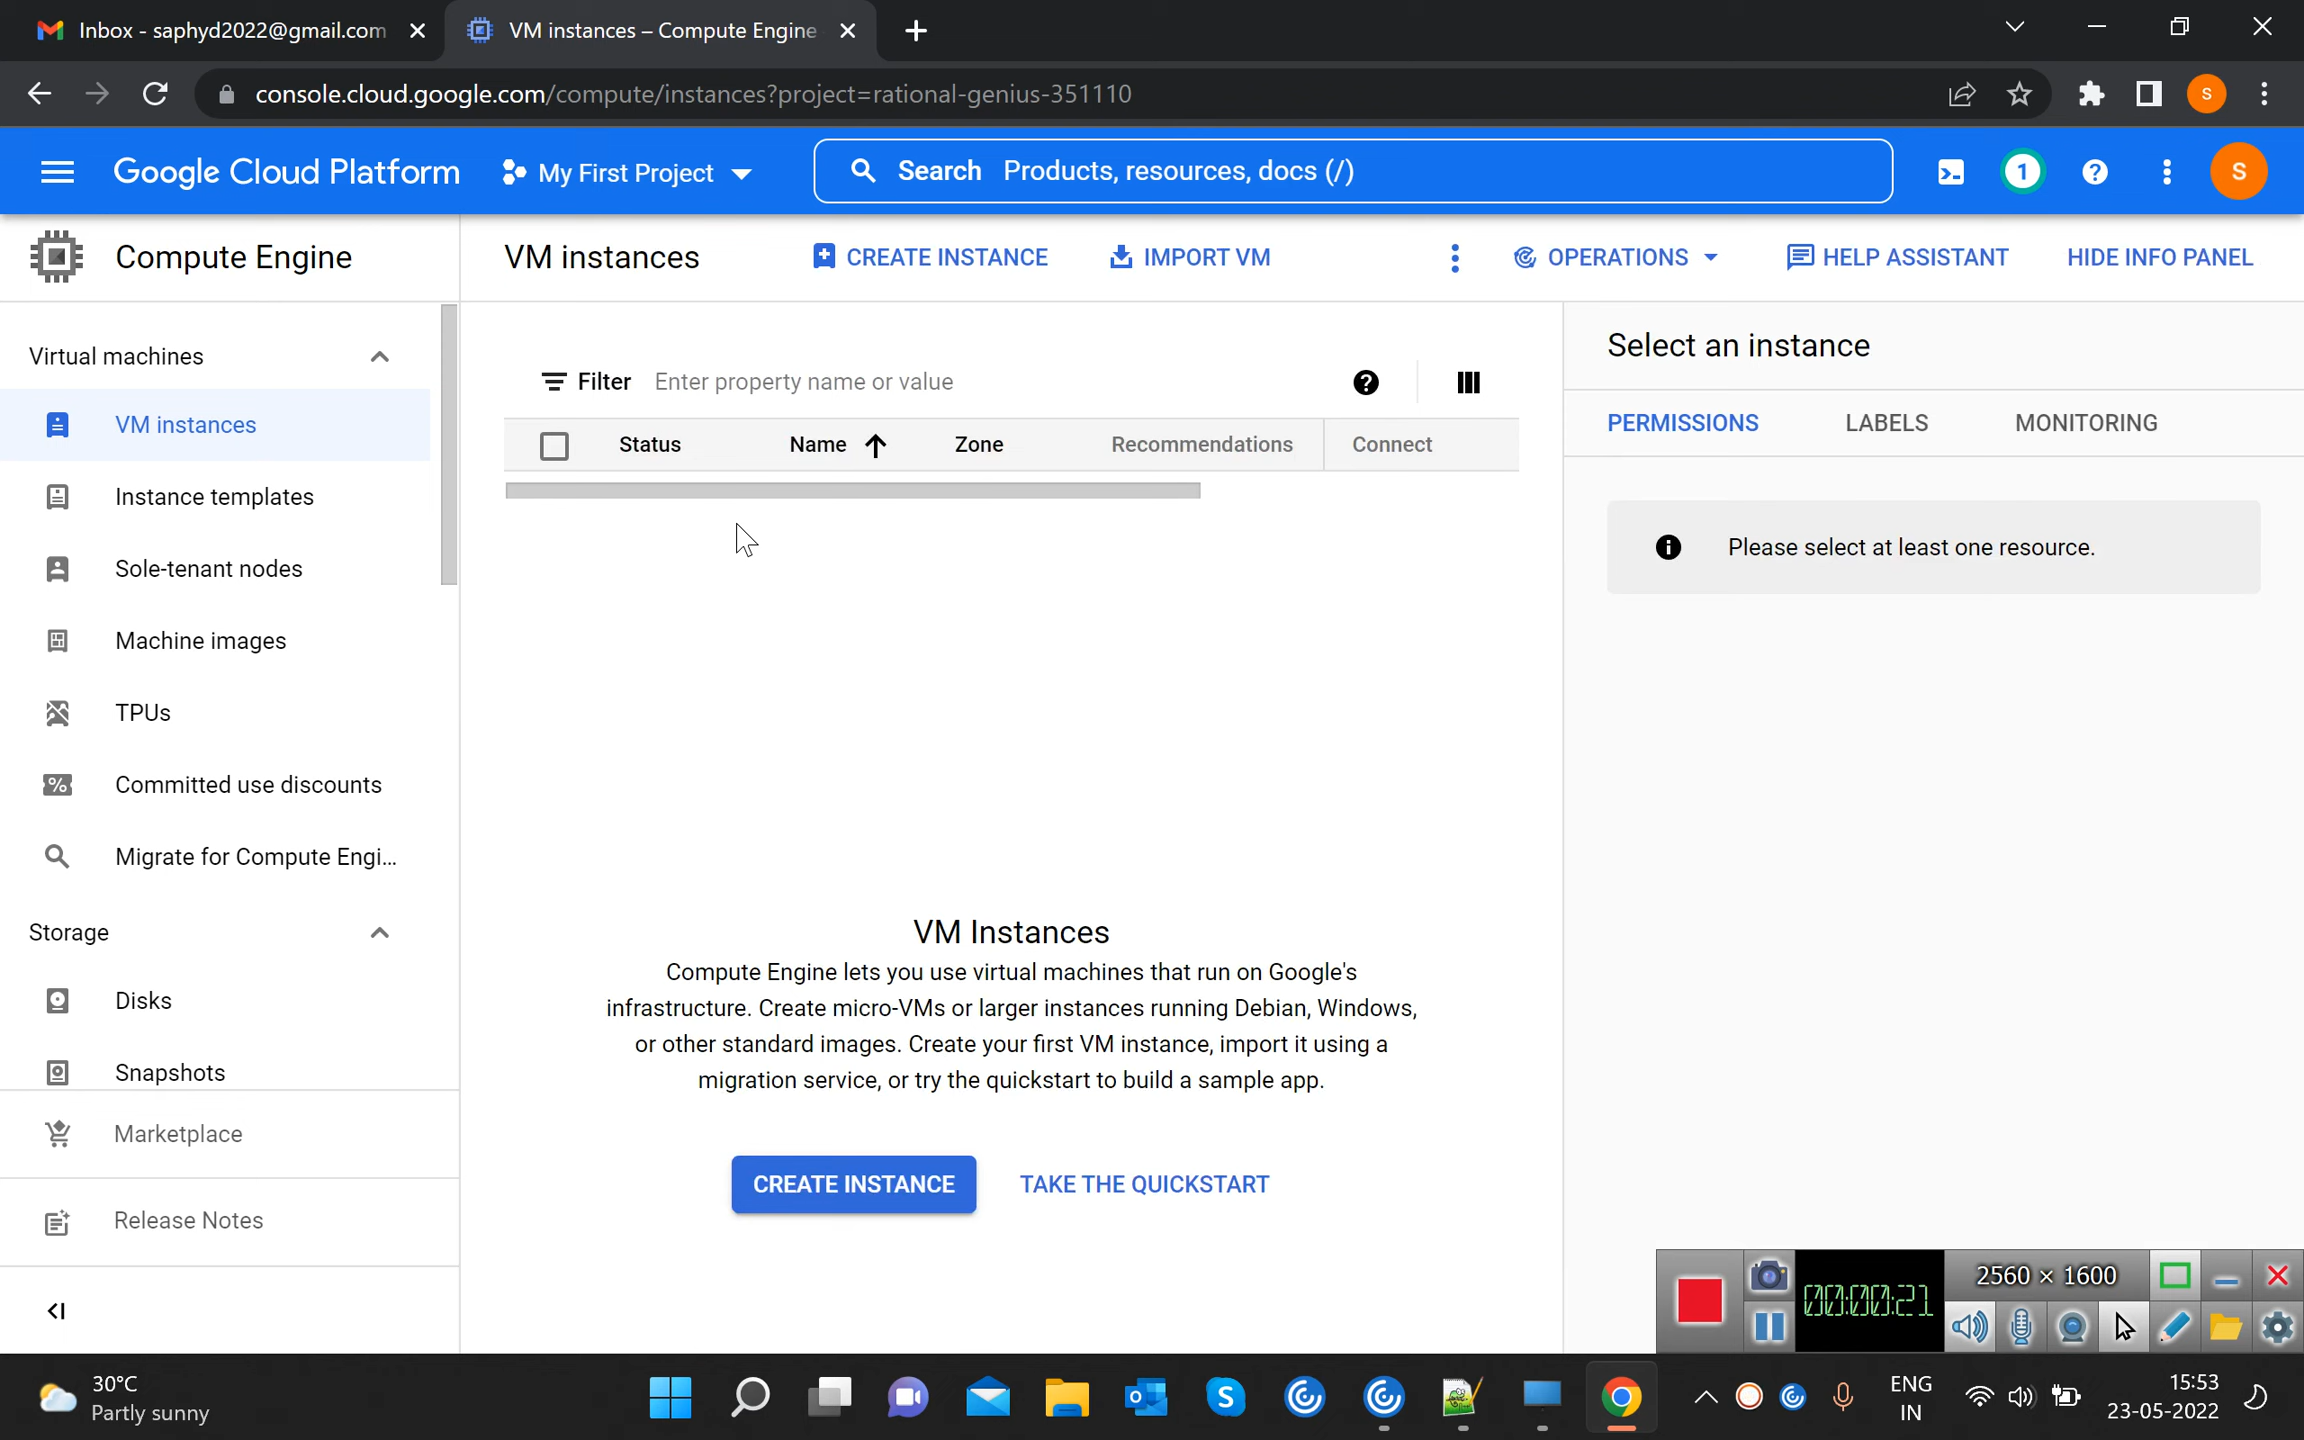 Inbox - saphyd2022@gmail.com
VM instances – Compute Engine
console.cloud.google.com/compute/instances?project=rational-genius-351110
S
Google Cloud Platform
My First Project
Search Products, resources, docs (/)
1
S
Compute Engine
VM instances
CREATE INSTANCE
IMPORT VM
OPERATIONS
HELP ASSISTANT
HIDE INFO PANEL
Virtual machines
VM instances
Instance templates
Sole-tenant nodes
Machine images
TPUs
Committed use discounts
Migrate for Compute Engi...
Storage
Disks
Snapshots
Marketplace
Release Notes
Filter Enter property name or value
Status Name Zone Recommendations Connect
VM Instances
Compute Engine lets you use virtual machines that run on Google's
infrastructure. Create micro-VMs or larger instances running Debian, Windows,
or other standard images. Create your first VM instance, import it using a
migration service, or try the quickstart to build a sample app.
CREATE INSTANCE
TAKE THE QUICKSTART
Select an instance
PERMISSIONS LABELS MONITORING
Please select at least one resource.
00:00:21
2560 × 1600
30°C
Partly sunny
ENG
IN
15:53
23-05-2022